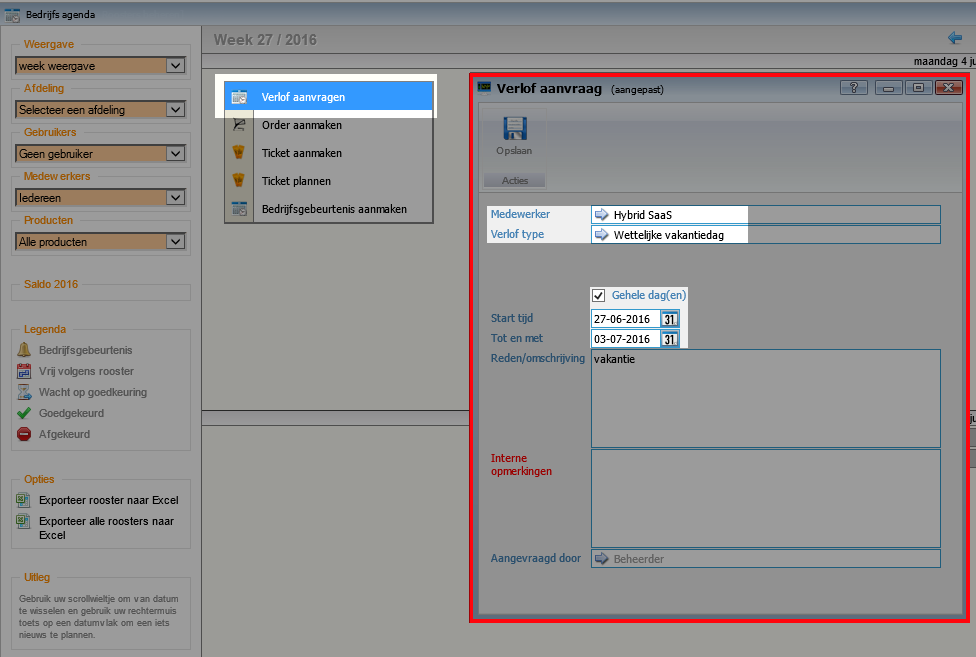 Bedrijfs agenda
Weergave
week weergave
Afdeling
Selecteer een afdeling
Gebruikers
Geen gebruiker
Medew erkers
Iedereen
Producten
Alle producten
Saldo 2016
Legenda
Bedrijfsgebeurtenis
Vrij volgens rooster
Wacht op goedkeuring
Goedgekeurd
Afgekeurd
Opties
Exporteer rooster naar Excel
Exporteer alle roosters naar
Excel
Uitleg
Gebruik uw scrollwieltje om van datum
te wisselen en gebruik uw rechtermuis
toets op een datumvlak om een iets
nieuws te plannen.
Week 27 / 2016
maandag 4 ju
Verlof aanvragen
Order aanmaken
Ticket aanmaken
Ticket plannen
Bedrijfsgebeurtenis aanmaken
Verlof aanvraag (aangepast)
?
Opslaan
Acties
Medewerker Hybrid SaaS
Verlof type Wettelijke vakantiedag
Gehele dag(en)
Start tijd 27-06-2016 31
Tot en met 03-07-2016 31
Reden/omschrijving vakantie
Interne
opmerkingen
Aangevraagd door Beheerder